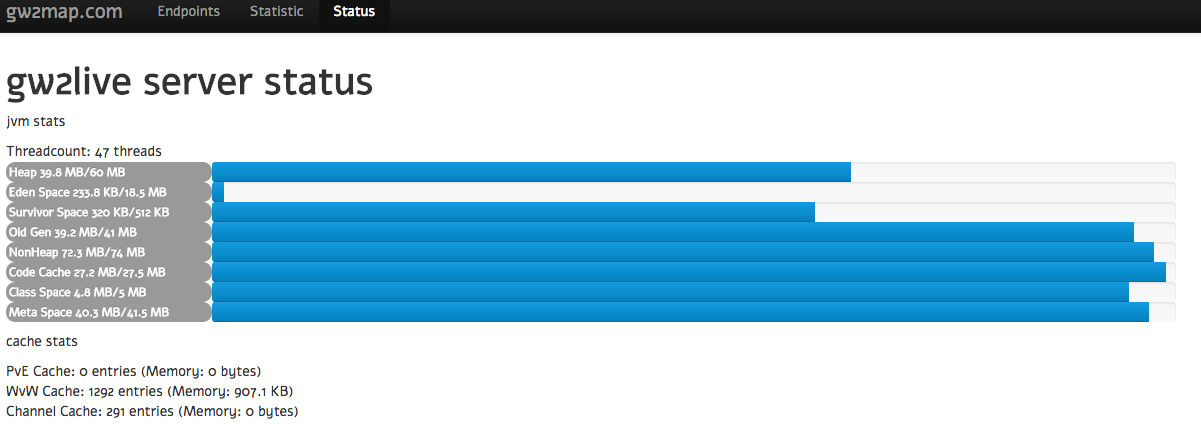 gw2map.com Endpoints Statistic Status
gw2live server status
jvm stats
Threadcount: 47 threads
Heap 39.8 MB/60 MB
Eden Space 233.8 KB/18.5 MB
Survivor Space 320 KB/512 KB
Old Gen 39.2 MB/41 MB
NonHeap 72.3 MB/74 MB
Code Cache 27.2 MB/27.5 MB
Class Space 4.8 MB/5 MB
Meta Space 40.3 MB/41.5 MB
cache stats
PvE Cache: 0 entries (Memory: 0 bytes)
WvW Cache: 1292 entries (Memory: 907.1 KB)
Channel Cache: 291 entries (Memory: 0 bytes)